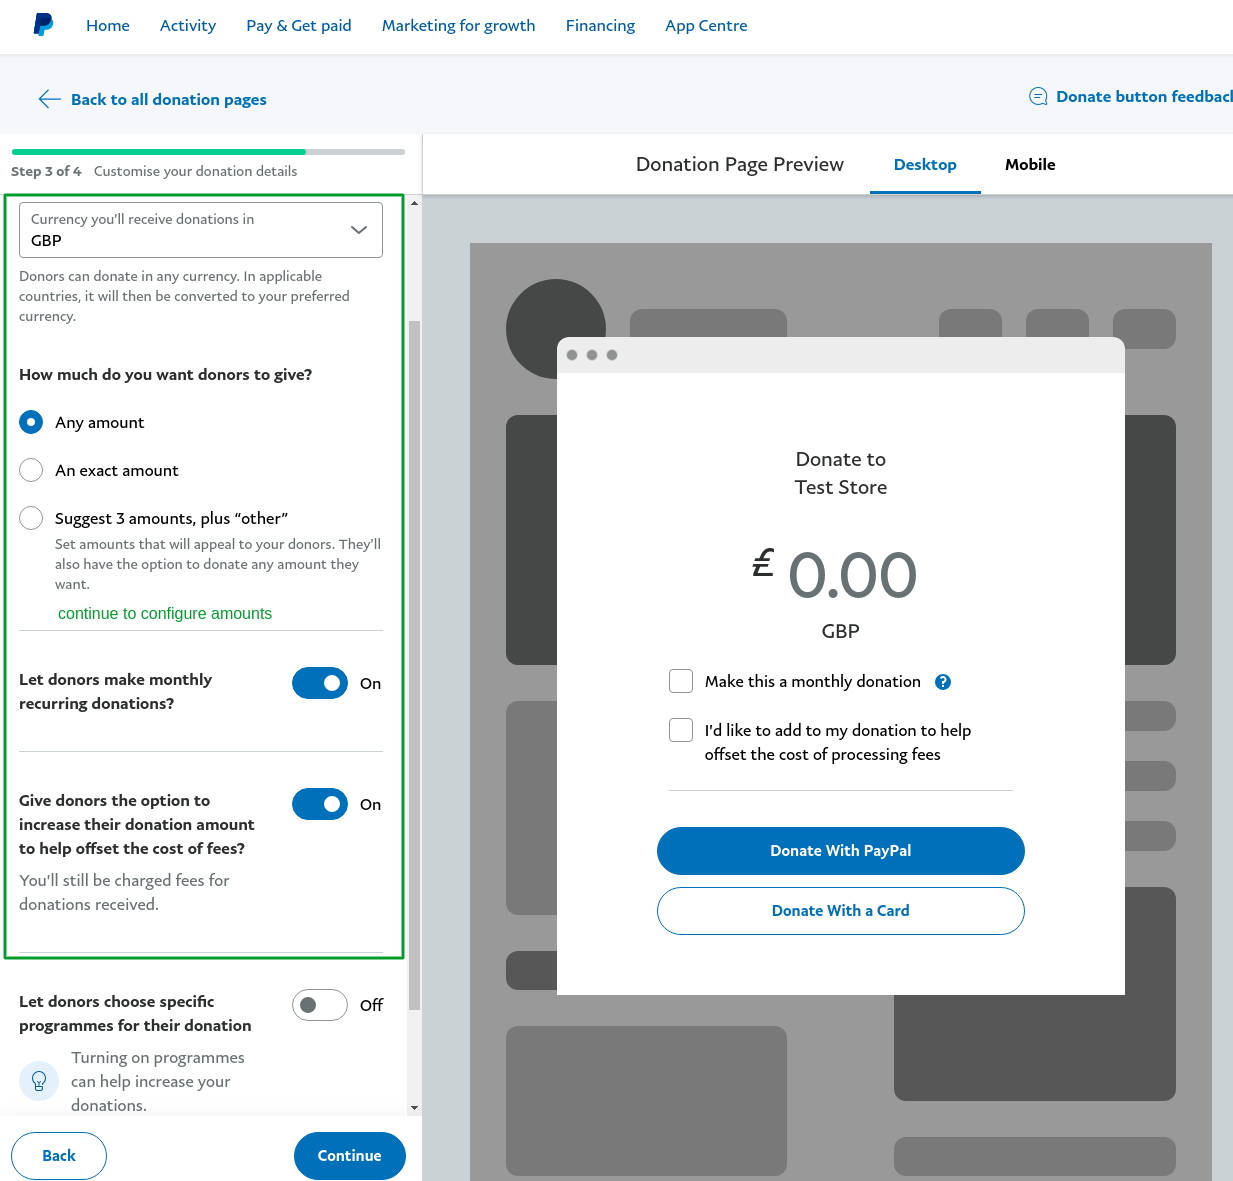 Home Activity Pay & Get paid Marketing for growth Financing App Centre
Back to all donation pages
Donate button feedback
Step 3 of 4 Customise your donation details
Currency you'll receive donations in
GBP
Donors can donate in any currency. In applicable
countries, it will then be converted to your preferred
currency.
How much do you want donors to give?
Any amount
An exact amount
Suggest 3 amounts, plus “other”
Set amounts that will appeal to your donors. They'll
also have the option to donate any amount they
want.
continue to configure amounts
Let donors make monthly
recurring donations?
On
Give donors the option to
increase their donation amount
to help offset the cost of fees?
On
You'll still be charged fees for
donations received.
Let donors choose specific
programmes for their donation
Off
Turning on programmes
can help increase your
donations.
Back
Continue
Donation Page Preview Desktop Mobile
Donate to
Test Store
£ 0.00
GBP
Make this a monthly donation ?
I'd like to add to my donation to help
offset the cost of processing fees
Donate With PayPal
Donate With a Card